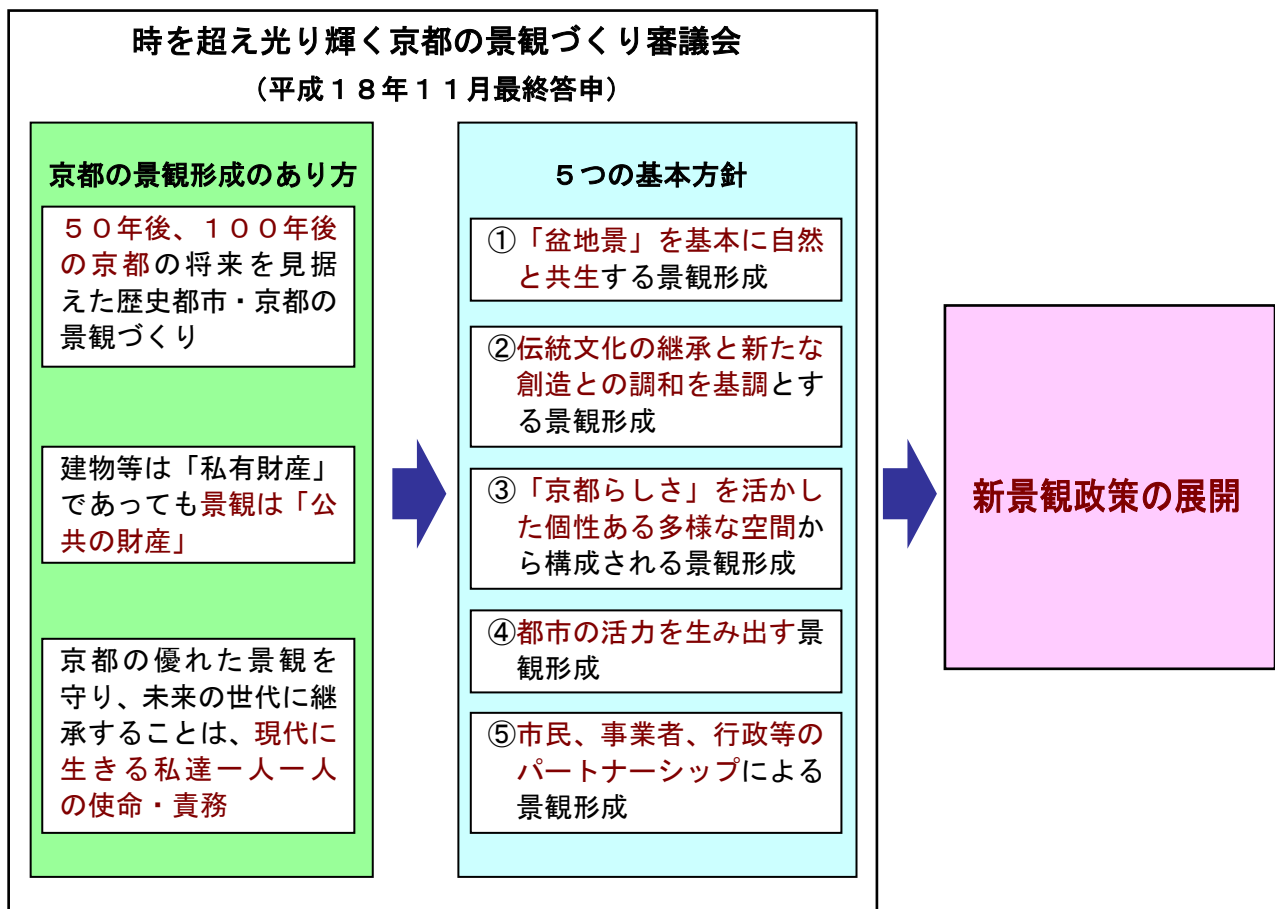 時を超え光り輝く京都の景観づくり審議会
（平成１８年１１月最終答申）
京都の景観形成のあり方
５０年後、１００年後
の京都の将来を見据
えた歴史都市・京都の
景観づくり
建物等は「私有財産」
であっても景観は「公
共の財産」
京都の優れた景観を
守り、未来の世代に継
承することは、現代に
生きる私達一人一人
の使命・責務
５つの基本方針
①「盆地景」を基本に自然
と共生する景観形成
②伝統文化の継承と新たな
創造との調和を基調とす
る景観形成
③「京都らしさ」を活かし
た個性ある多様な空間か
ら構成される景観形成
④都市の活力を生み出す景
観形成
⑤市民、事業者、行政等の
パートナーシップによる
景観形成
新景観政策の展開